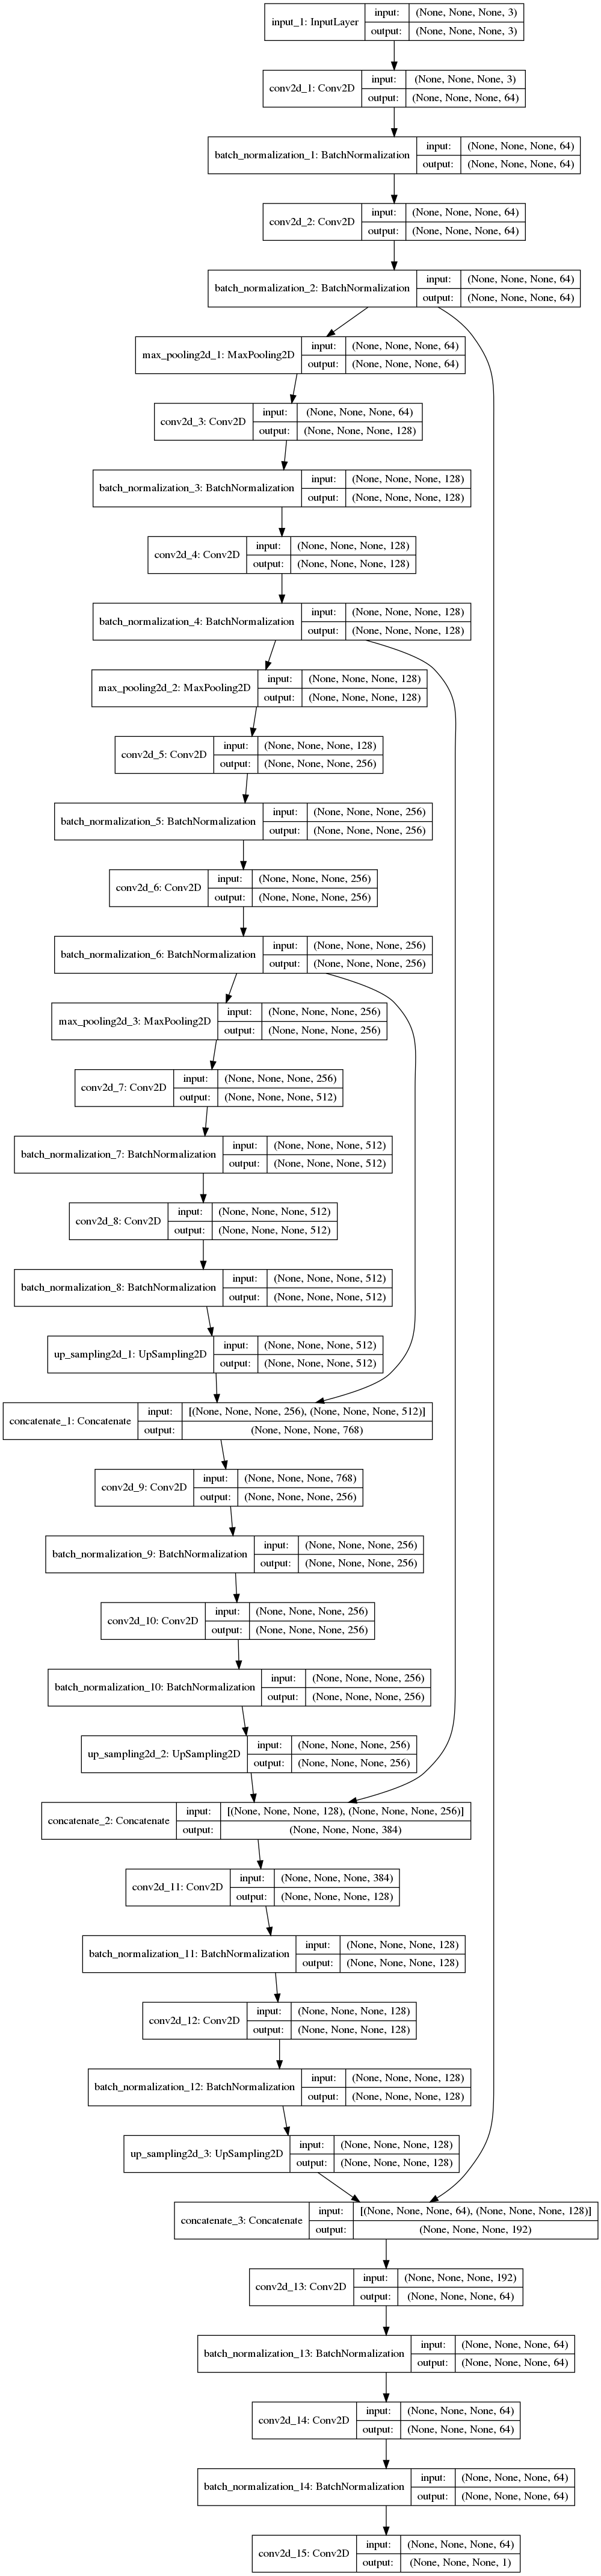 input_1: InputLayer
input: (None, None, None, 3)
output: (None, None, None, 3)
conv2d_1: Conv2D
input: (None, None, None, 3)
output: (None, None, None, 64)
batch_normalization_1: BatchNormalization
input: (None, None, None, 64)
output: (None, None, None, 64)
conv2d_2: Conv2D
input: (None, None, None, 64)
output: (None, None, None, 64)
batch_normalization_2: BatchNormalization
input: (None, None, None, 64)
output: (None, None, None, 64)
max_pooling2d_1: MaxPooling2D
input: (None, None, None, 64)
output: (None, None, None, 64)
conv2d_3: Conv2D
input: (None, None, None, 64)
output: (None, None, None, 128)
batch_normalization_3: BatchNormalization
input: (None, None, None, 128)
output: (None, None, None, 128)
conv2d_4: Conv2D
input: (None, None, None, 128)
output: (None, None, None, 128)
batch_normalization_4: BatchNormalization
input: (None, None, None, 128)
output: (None, None, None, 128)
max_pooling2d_2: MaxPooling2D
input: (None, None, None, 128)
output: (None, None, None, 128)
conv2d_5: Conv2D
input: (None, None, None, 128)
output: (None, None, None, 256)
batch_normalization_5: BatchNormalization
input: (None, None, None, 256)
output: (None, None, None, 256)
conv2d_6: Conv2D
input: (None, None, None, 256)
output: (None, None, None, 256)
batch_normalization_6: BatchNormalization
input: (None, None, None, 256)
output: (None, None, None, 256)
max_pooling2d_3: MaxPooling2D
input: (None, None, None, 256)
output: (None, None, None, 256)
conv2d_7: Conv2D
input: (None, None, None, 256)
output: (None, None, None, 512)
batch_normalization_7: BatchNormalization
input: (None, None, None, 512)
output: (None, None, None, 512)
conv2d_8: Conv2D
input: (None, None, None, 512)
output: (None, None, None, 512)
batch_normalization_8: BatchNormalization
input: (None, None, None, 512)
output: (None, None, None, 512)
up_sampling2d_1: UpSampling2D
input: (None, None, None, 512)
output: (None, None, None, 512)
concatenate_1: Concatenate
input: [(None, None, None, 256), (None, None, None, 512)]
output: (None, None, None, 768)
conv2d_9: Conv2D
input: (None, None, None, 768)
output: (None, None, None, 256)
batch_normalization_9: BatchNormalization
input: (None, None, None, 256)
output: (None, None, None, 256)
conv2d_10: Conv2D
input: (None, None, None, 256)
output: (None, None, None, 256)
batch_normalization_10: BatchNormalization
input: (None, None, None, 256)
output: (None, None, None, 256)
up_sampling2d_2: UpSampling2D
input: (None, None, None, 256)
output: (None, None, None, 256)
concatenate_2: Concatenate
input: [(None, None, None, 128), (None, None, None, 256)]
output: (None, None, None, 384)
conv2d_11: Conv2D
input: (None, None, None, 384)
output: (None, None, None, 128)
batch_normalization_11: BatchNormalization
input: (None, None, None, 128)
output: (None, None, None, 128)
conv2d_12: Conv2D
input: (None, None, None, 128)
output: (None, None, None, 128)
batch_normalization_12: BatchNormalization
input: (None, None, None, 128)
output: (None, None, None, 128)
up_sampling2d_3: UpSampling2D
input: (None, None, None, 128)
output: (None, None, None, 128)
concatenate_3: Concatenate
input: [(None, None, None, 64), (None, None, None, 128)]
output: (None, None, None, 192)
conv2d_13: Conv2D
input: (None, None, None, 192)
output: (None, None, None, 64)
batch_normalization_13: BatchNormalization
input: (None, None, None, 64)
output: (None, None, None, 64)
conv2d_14: Conv2D
input: (None, None, None, 64)
output: (None, None, None, 64)
batch_normalization_14: BatchNormalization
input: (None, None, None, 64)
output: (None, None, None, 64)
conv2d_15: Conv2D
input: (None, None, None, 64)
output: (None, None, None, 1)